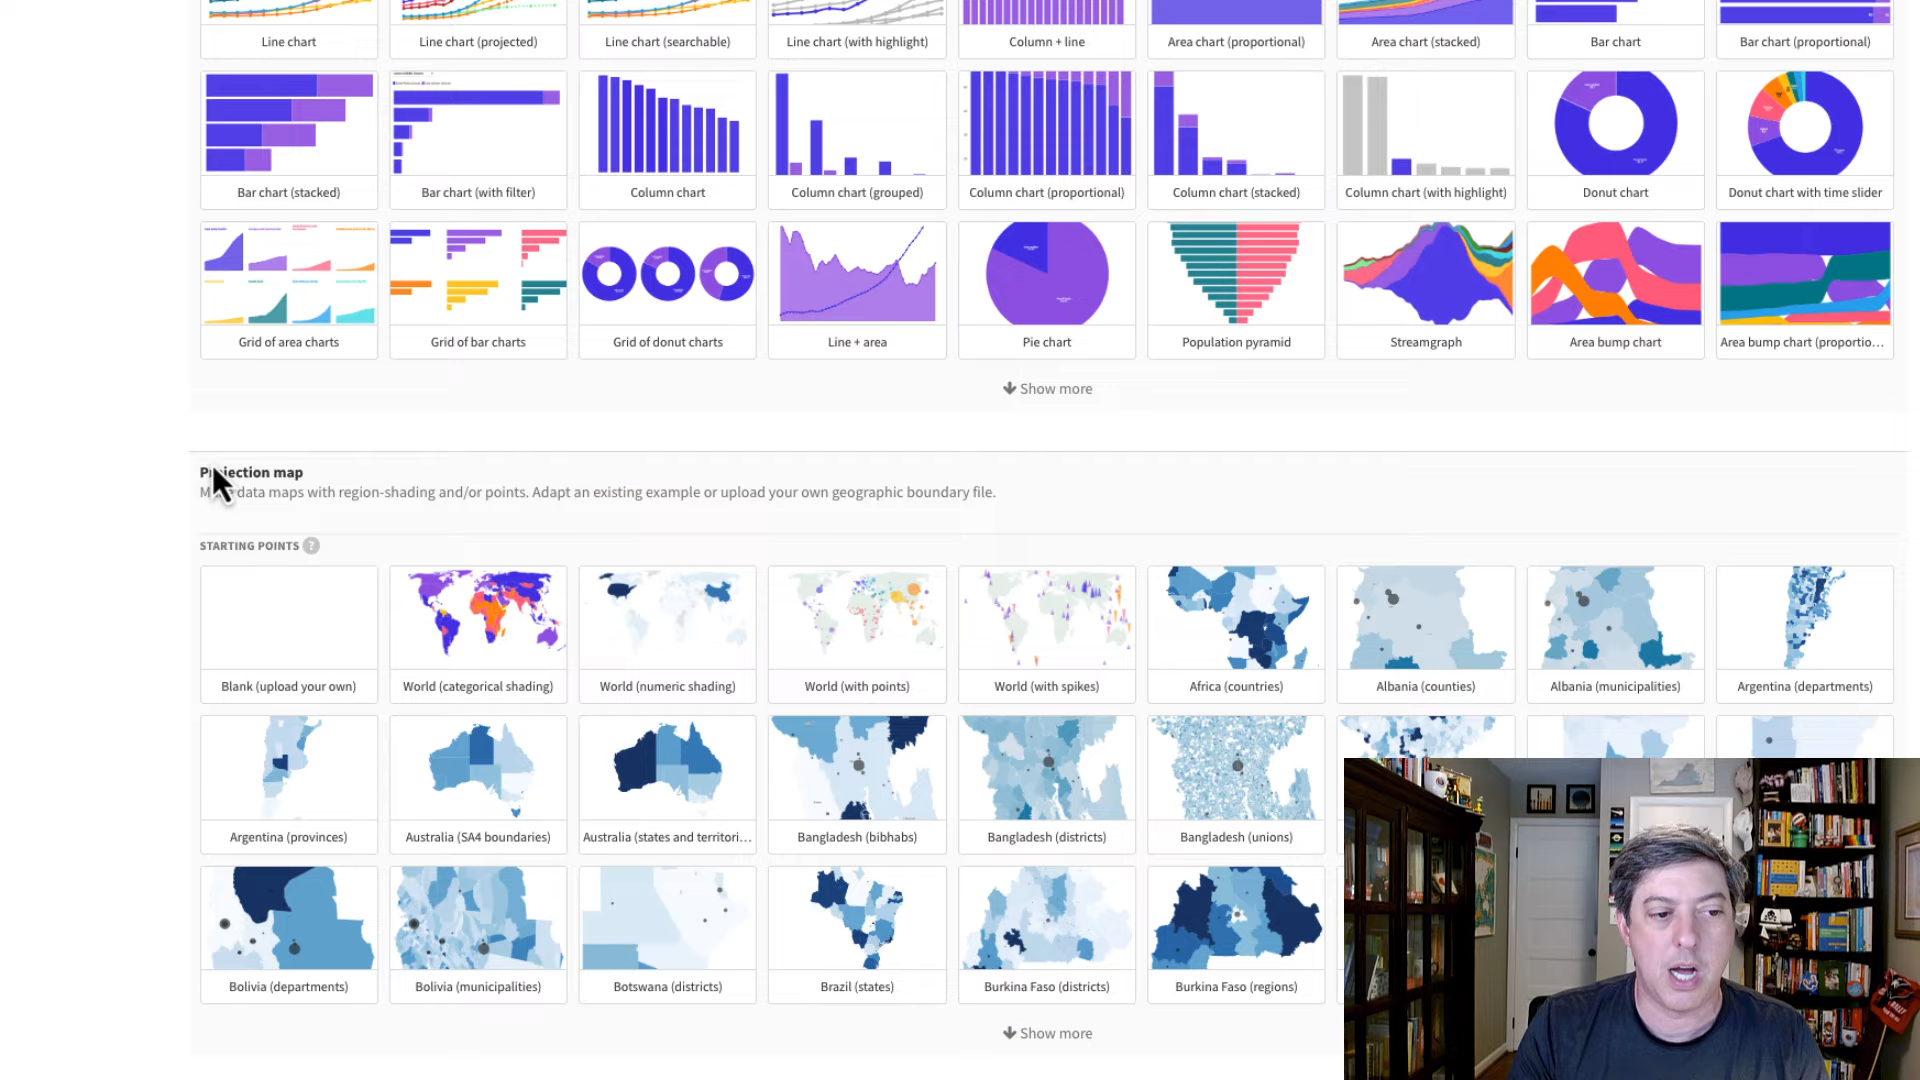 Line chart
Line chart (projected)
Line chart (searchable)
Line chart (with highlight)
Column + line
Area chart (proportional)
Area chart (stacked)
Bar chart
Bar chart (proportional)
Bar chart (stacked)
Bar chart (with filter)
Column chart
Column chart (grouped)
Column chart (proportional)
Column chart (stacked)
Column chart (with highlight)
Donut chart
Donut chart with time slider
Grid of area charts
Grid of bar charts
Grid of donut charts
Line + area
Pie chart
Population pyramid
Streamgraph
Area bump chart
Area bump chart (proportio...
Show more
Projection map
data maps with region-shading and/or points. Adapt an existing example or upload your own geographic boundary file.
STARTING POINTS ?
Blank (upload your own)
World (categorical shading)
World (numeric shading)
World (with points)
World (with spikes)
Africa (countries)
Albania (counties)
Albania (municipalities)
Argentina (departments)
Argentina (provinces)
Australia (SA4 boundaries)
Australia (states and territori...
Bangladesh (bibhabs)
Bangladesh (districts)
Bangladesh (unions)
Bolivia (departments)
Bolivia (municipalities)
Botswana (districts)
Brazil (states)
Burkina Faso (districts)
Burkina Faso (regions)
Show more